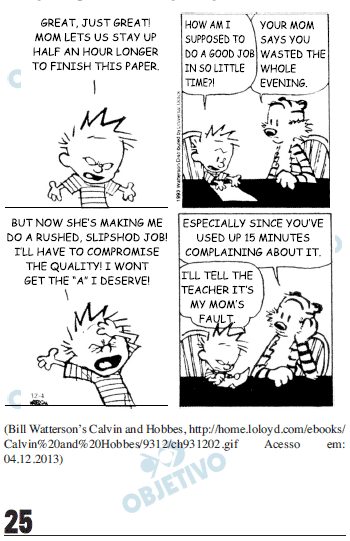 GREAT, JUST GREAT!
MOM LETS US STAY UP
HALF AN HOUR LONGER
TO FINISH THIS PAPER.
HOW AM I
SUPPOSED TO
DO A GOOD JOB
IN SO LITTLE
TIME?!
YOUR MOM
SAYS YOU
WASTED THE
WHOLE
EVENING.
BUT NOW SHE'S MAKING ME
DO A RUSHED, SLIPSHOD JOB!
I'LL HAVE TO COMPROMISE
THE QUALITY! I WONT
GET THE "A" I DESERVE!
12-4
ESPECIALLY SINCE YOU'VE
USED UP 15 MINUTES
COMPLAINING ABOUT IT.
I'LL TELL THE
TEACHER IT'S
MY MOM'S
FAULT.
(Bill Watterson's Calvin and Hobbes, http://home.loloyd.com/ebooks/
Calvin%20and%20Hobbes/9312/ch931202.gif Acesso em:
04.12.2013)
OBJETIVO
25